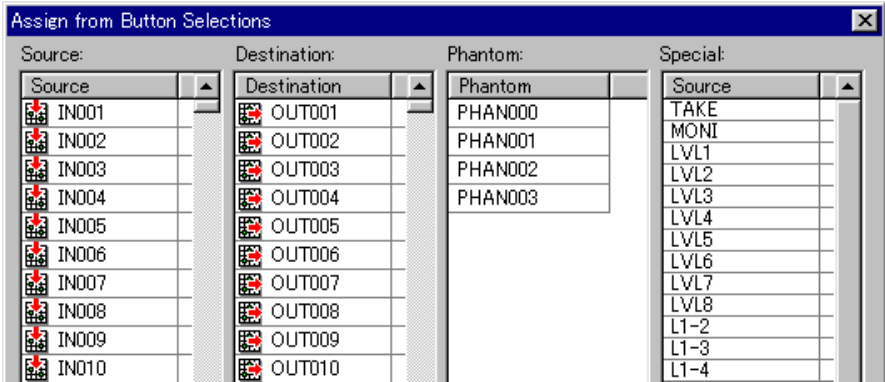 Assign from Button Selections
Source:
Source
IN001
IN002
IN003
IN004
IN005
IN006
IN007
IN008
IN009
IN010
Destination:
Destination
OUT001
OUT002
OUT003
OUT004
OUT005
OUT006
OUT007
OUT008
OUT009
OUT010
Phantom:
Phantom
PHAN000
PHAN001
PHAN002
PHAN003
Special:
Source
TAKE
MONI
LVL1
LVL2
LVL3
LVL4
LVL5
LVL6
LVL7
LVL8
L1-2
L1-3
L1-4